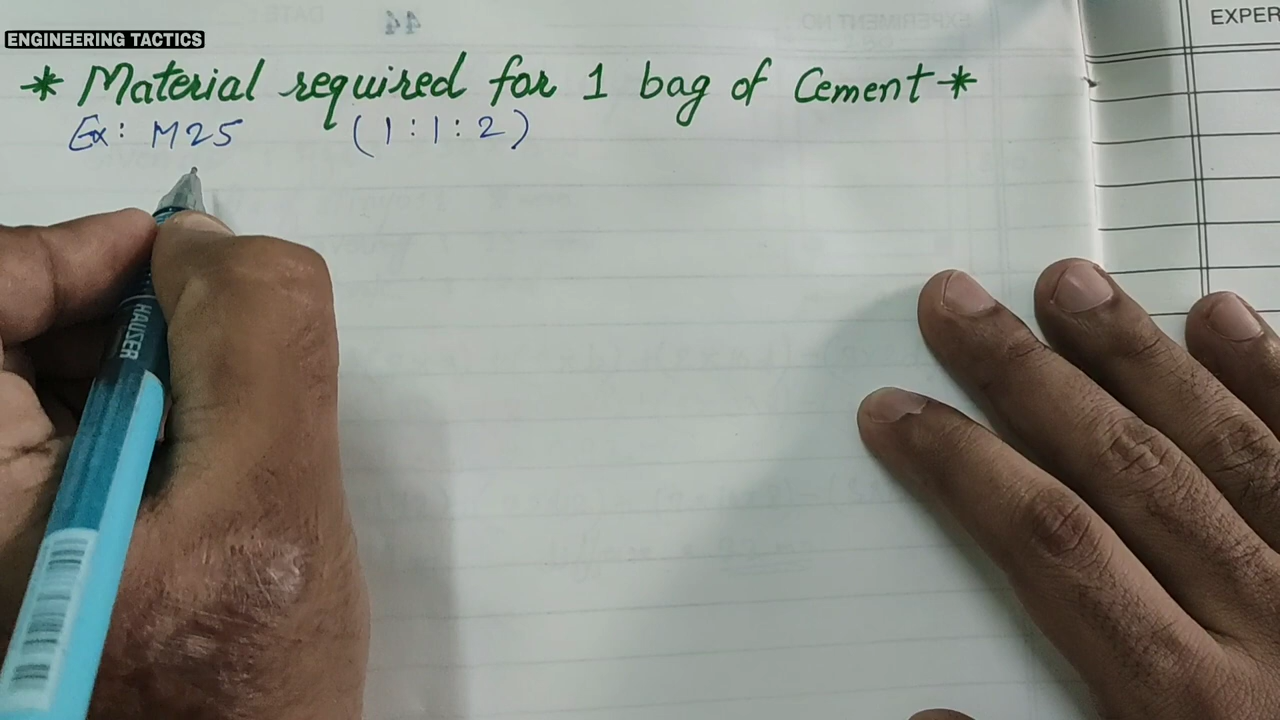 ENGINEERING TACTICS
EXPER
* Material required for 1 bag of Cement *
Ex: M25 (1:1:2)
HAUSER